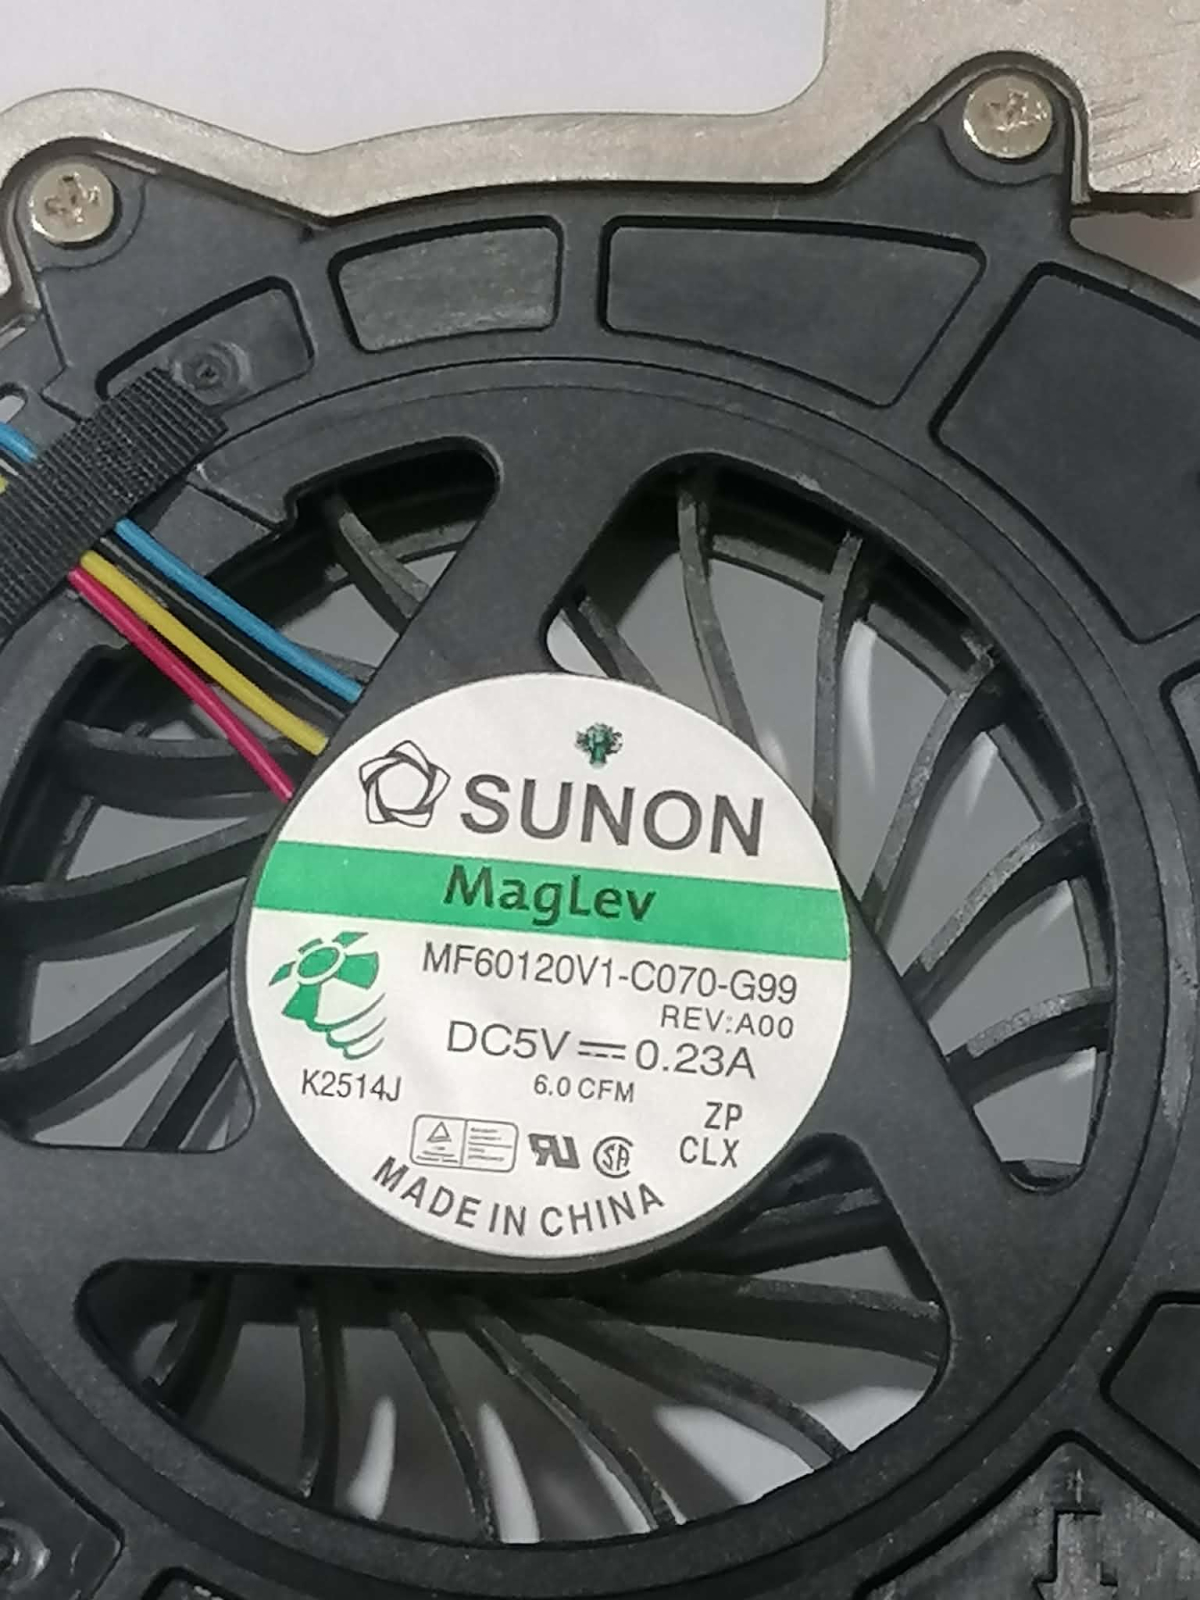 SUNON
MagLev
MF60120V1-C070-G99
REV:A00
DC5V ⎓ 0.23A
6.0 CFM
K2514J
ZP
CLX
MADE IN CHINA